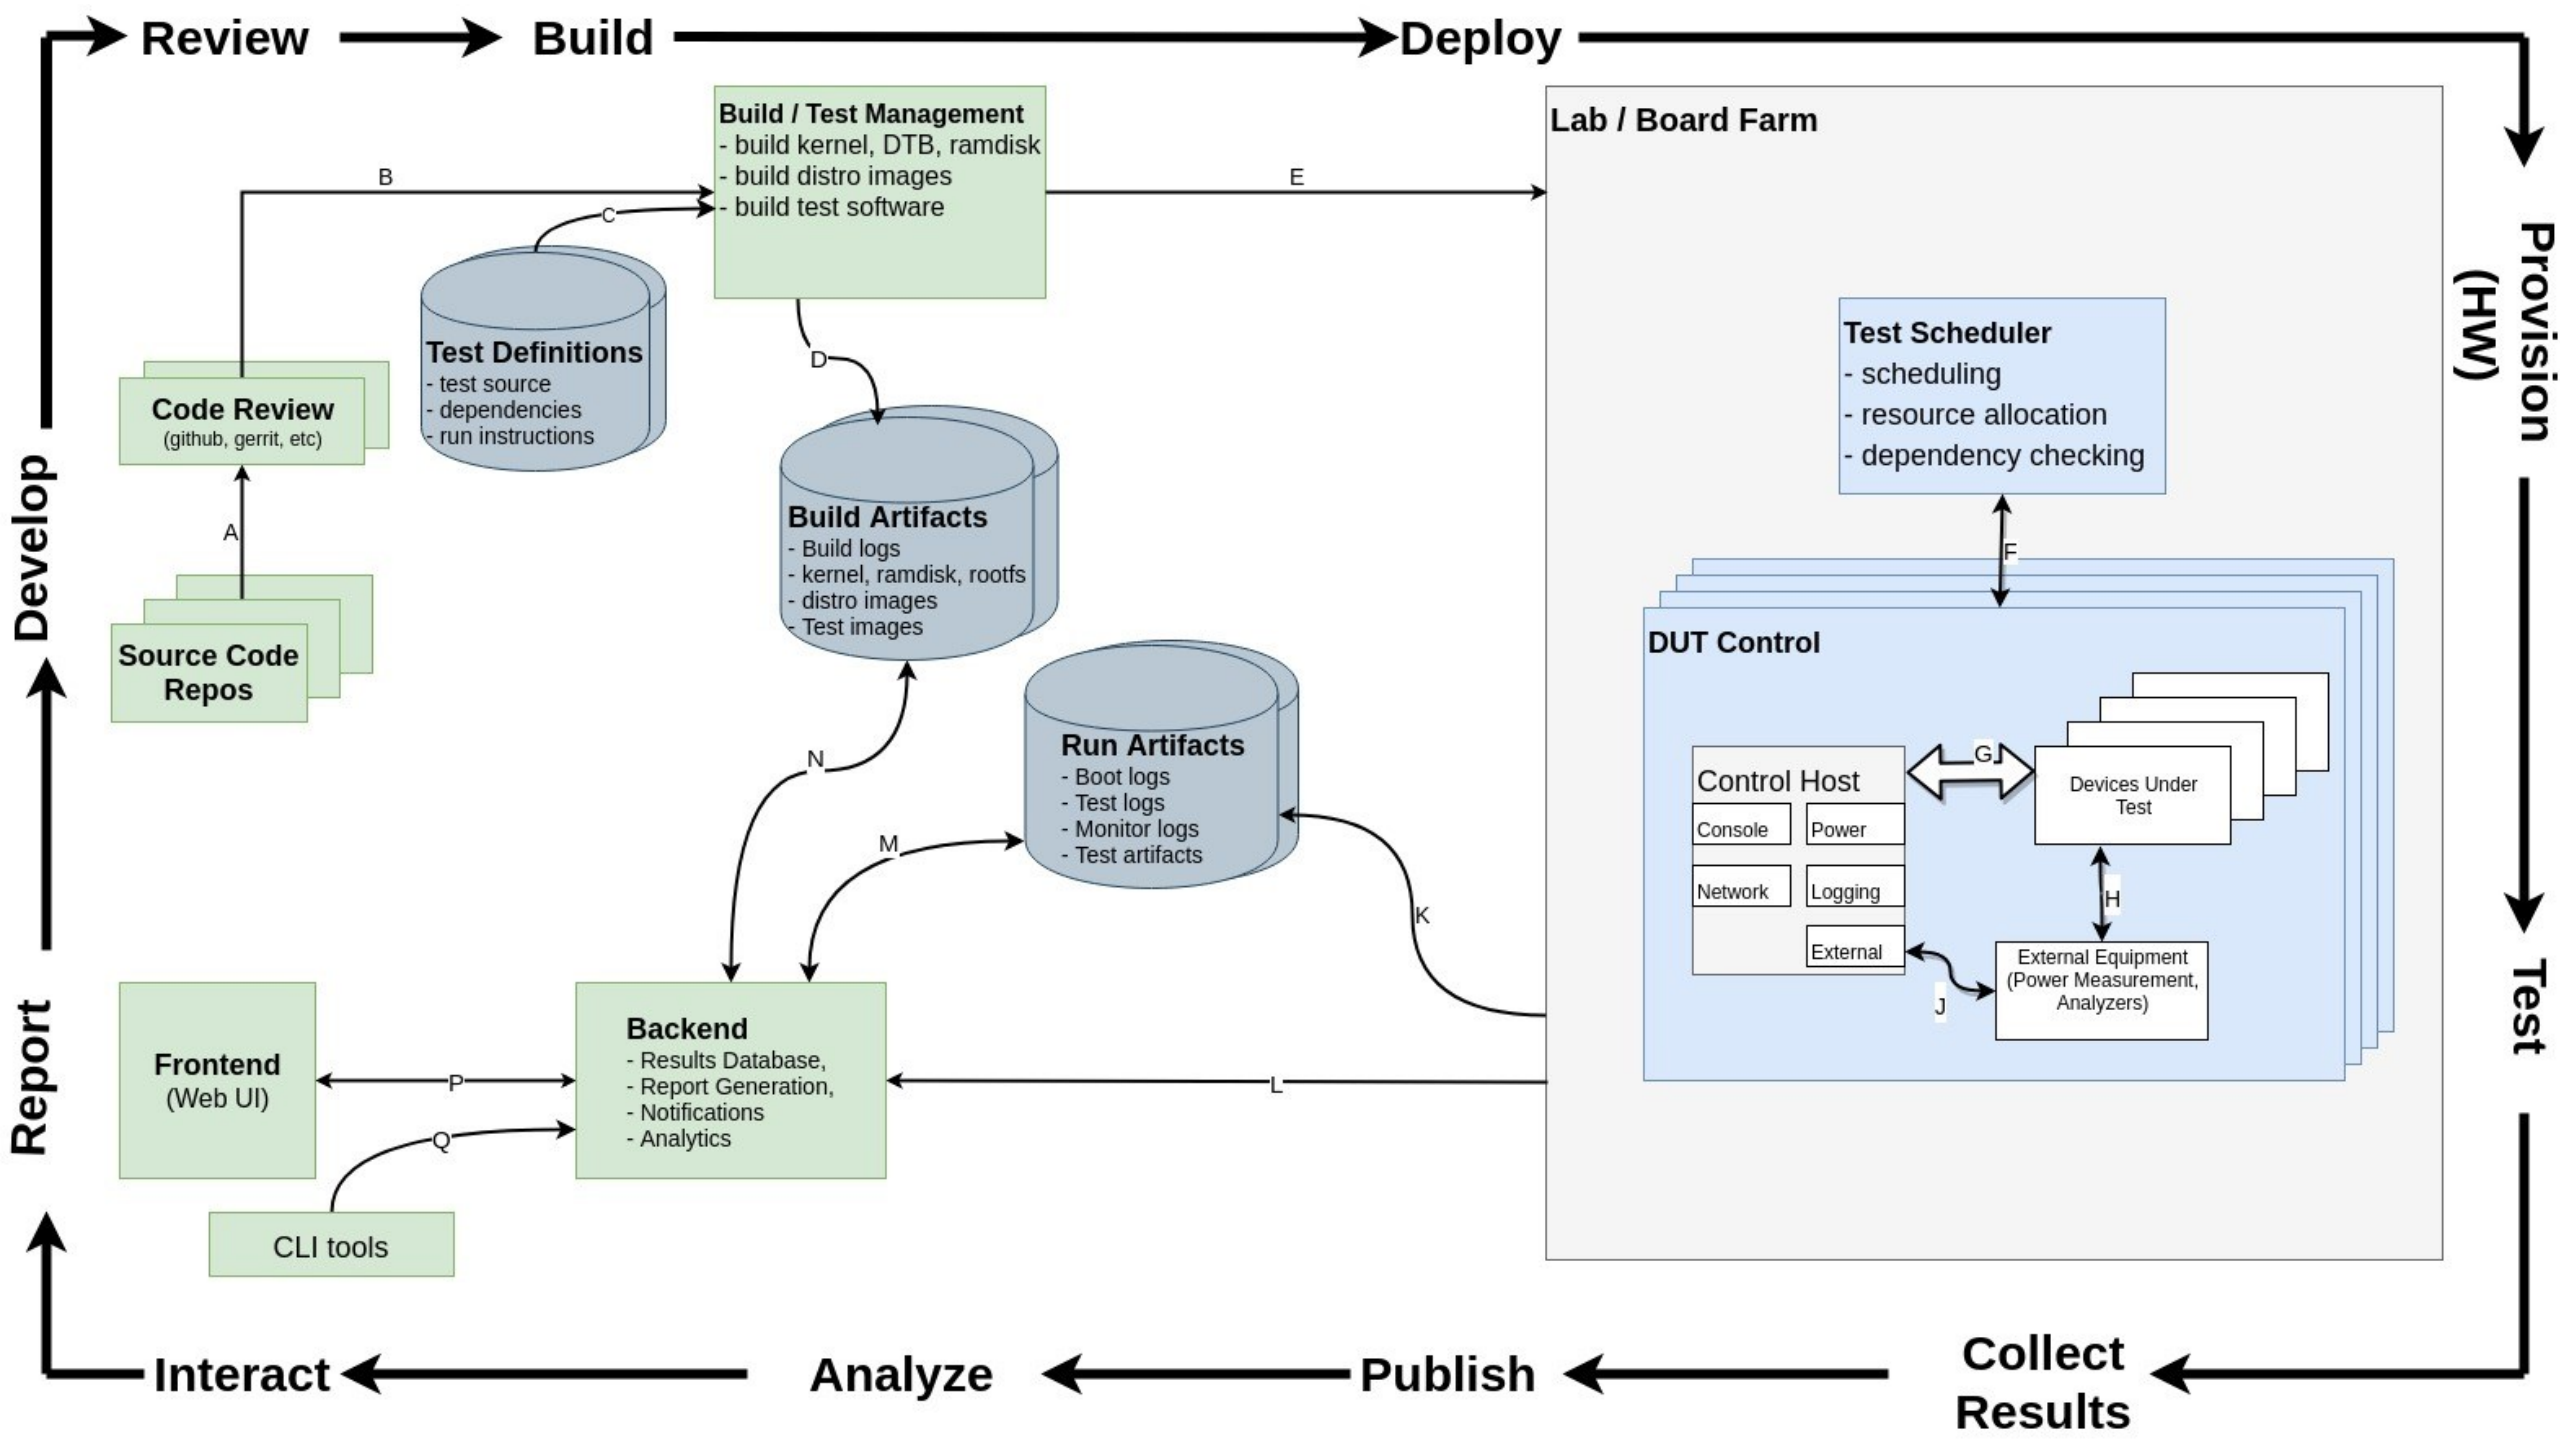 Review
Build
Deploy
Provision
(HW)
Test
Collect
Results
Publish
Analyze
Interact
Report
Develop
Build / Test Management
- build kernel, DTB, ramdisk
- build distro images
- build test software
B
C
E
Test Definitions
- test source
- dependencies
- run instructions
D
Code Review
(github, gerrit, etc)
A
Source Code
Repos
Build Artifacts
- Build logs
- kernel, ramdisk, rootfs
- distro images
- Test images
N
M
Run Artifacts
- Boot logs
- Test logs
- Monitor logs
- Test artifacts
K
L
Backend
- Results Database,
- Report Generation,
- Notifications
- Analytics
P
Q
Frontend
(Web UI)
CLI tools
Lab / Board Farm
Test Scheduler
- scheduling
- resource allocation
- dependency checking
F
DUT Control
Control Host
Console
Power
Network
Logging
External
G
Devices Under
Test
H
J
External Equipment
(Power Measurement,
Analyzers)